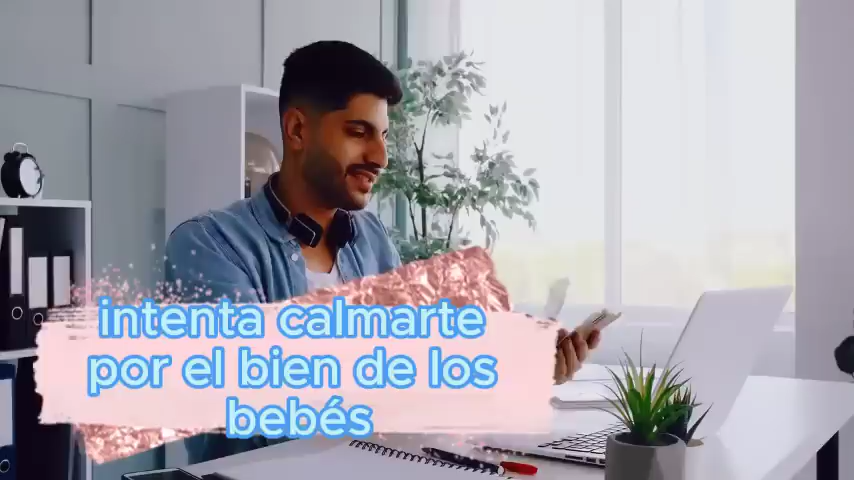 intenta calmarte
por el bien de los
bebés